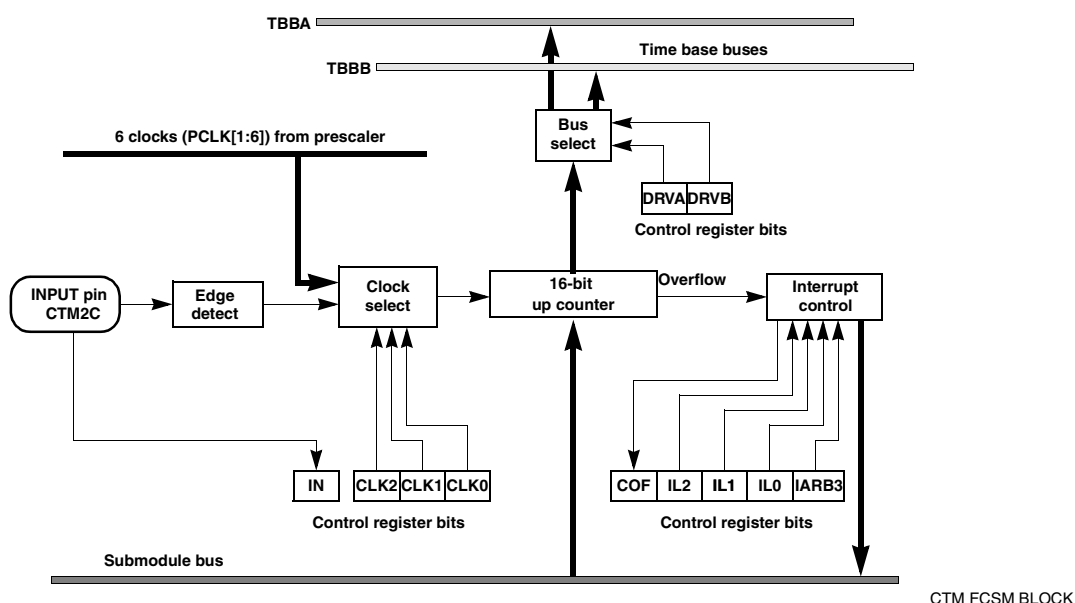 TBBA
Time base buses
TBBB
Bus
select
6 clocks (PCLK[1:6]) from prescaler
DRVA DRVB
Control register bits
INPUT pin
CTM2C
Edge
detect
Clock
select
16-bit
up counter
Overflow
Interrupt
control
IN
CLK2 CLK1 CLK0
COF IL2 IL1 IL0 IARB3
Control register bits
Control register bits
Submodule bus
CTM FCSM BLOCK